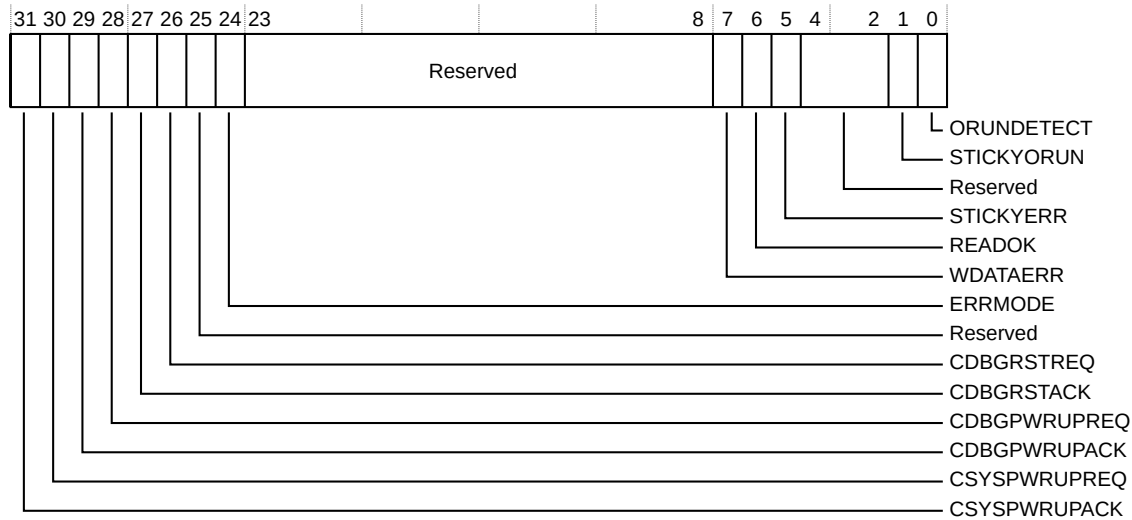 31 30 29 28 27 26 25 24 23 8 7 6 5 4 2 1 0
Reserved
ORUNDETECT
STICKYORUN
Reserved
STICKYERR
READOK
WDATAERR
ERRMODE
Reserved
CDBGRSTREQ
CDBGRSTACK
CDBGPWRUPREQ
CDBGPWRUPACK
CSYSPWRUPREQ
CSYSPWRUPACK